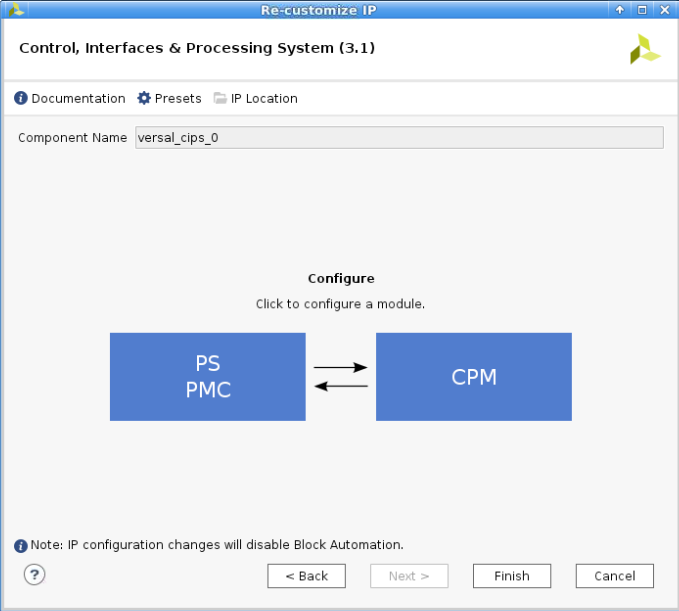 Re-customize IP
Control, Interfaces & Processing System (3.1)
Documentation Presets IP Location
Component Name versal_cips_0
Configure
Click to configure a module.
PS
PMC
CPM
Note: IP configuration changes will disable Block Automation.
? < Back Next > Finish Cancel